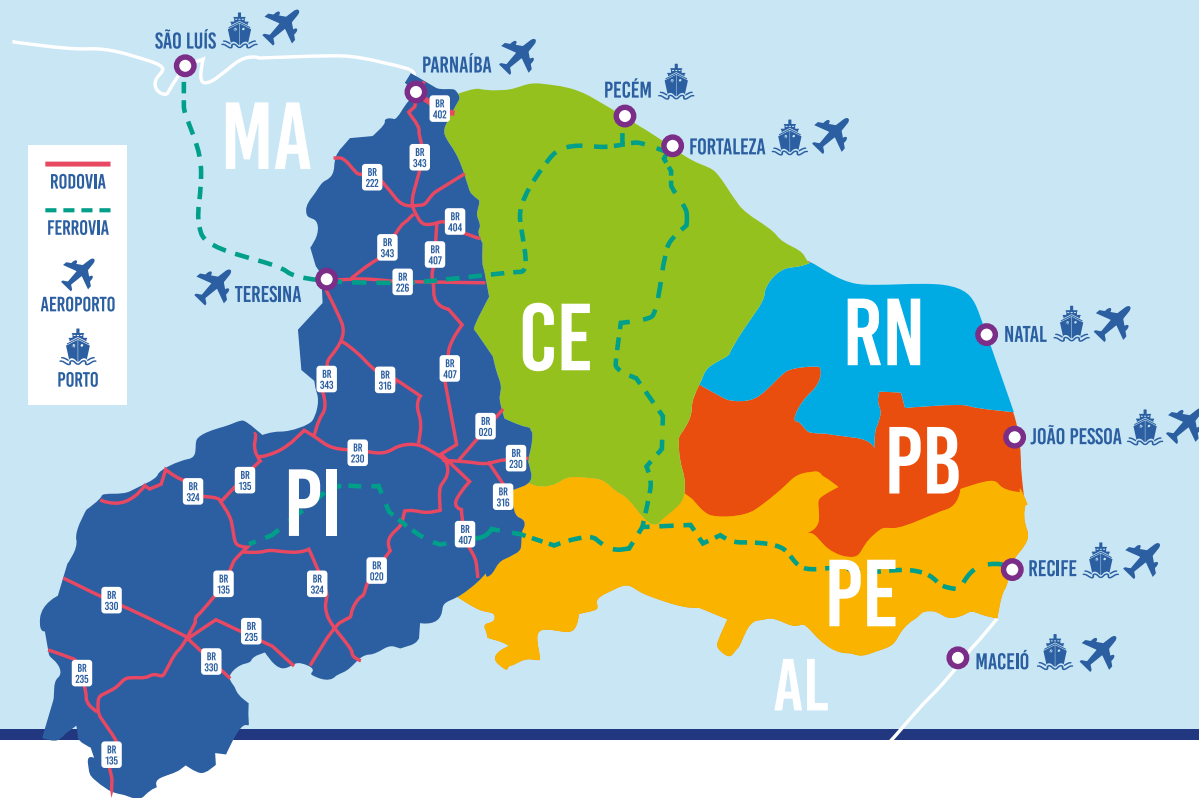 SÃO LUÍS
PARNAÍBA
PECÉM
FORTALEZA
MA
BR
402
BR
343
BR
222
BR
404
BR
343
BR
407
BR
226
TERESINA
RODOVIA
FERROVIA
AEROPORTO
PORTO
CE
RN
NATAL
BR
343
BR
316
BR
407
BR
020
BR
230
BR
230
BR
316
BR
324
BR
135
PI
BR
407
PB
JOÃO PESSOA
BR
020
BR
135
BR
324
BR
330
BR
235
BR
330
BR
235
BR
135
PE
RECIFE
AL
MACEIÓ